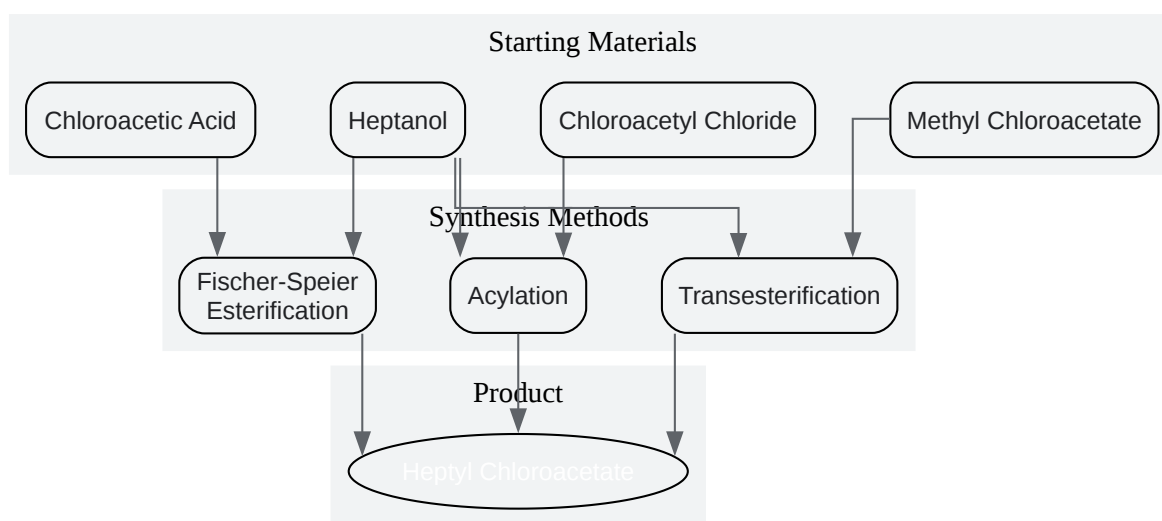 Starting Materials
Chloroacetic Acid
Heptanol
Chloroacetyl Chloride
Methyl Chloroacetate
Synthesis Methods
Fischer-Speier
Esterification
Acylation
Transesterification
Product
Heptyl Chloroacetate